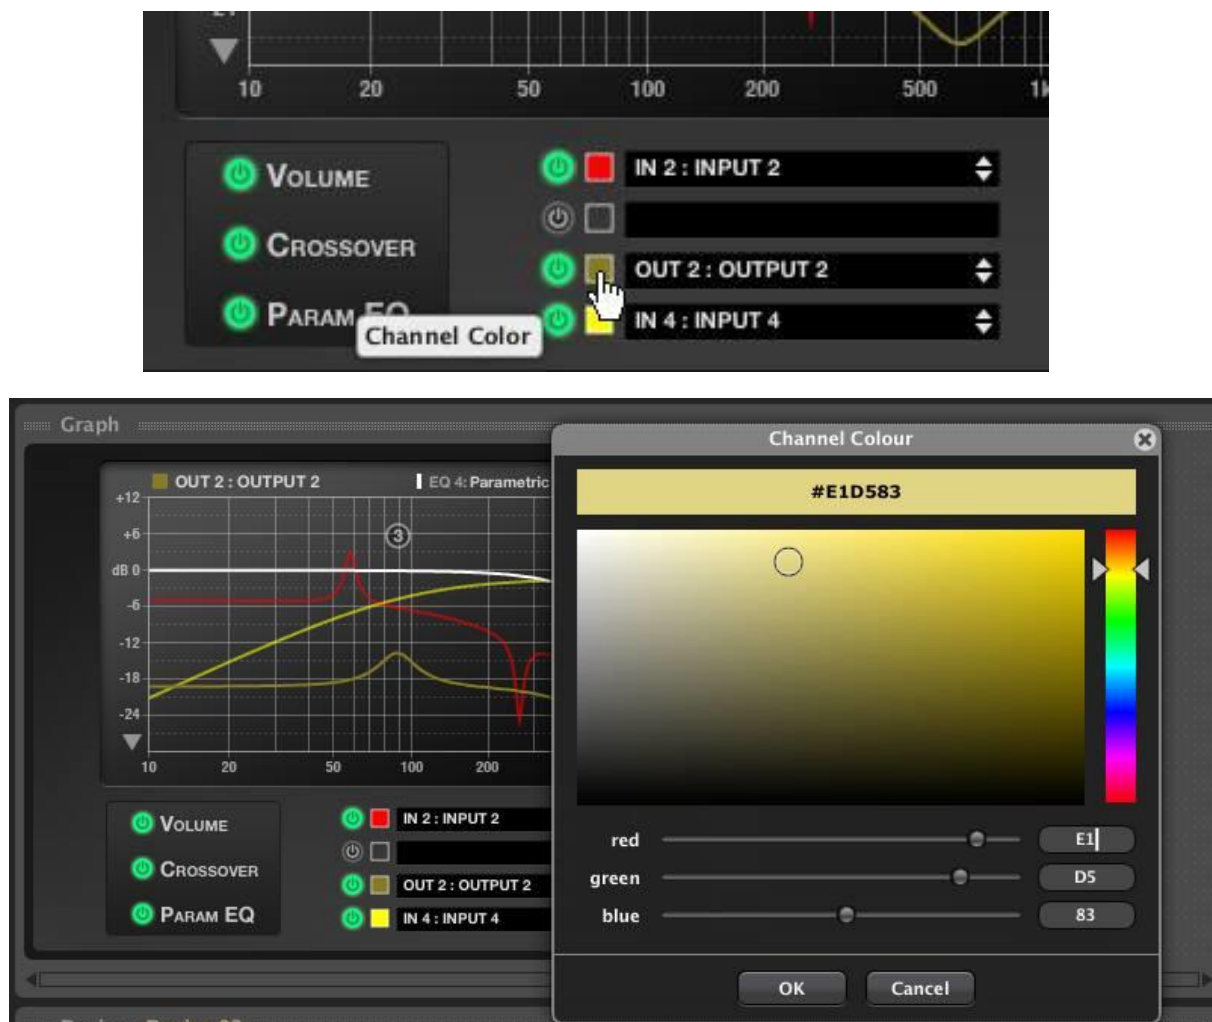 10 20 50 100 200 500 1k
VOLUME
IN 2 : INPUT 2
CROSSOVER
OUT 2 : OUTPUT 2
PARAM EQ
IN 4 : INPUT 4
Channel Color
Graph
Channel Colour
OUT 2 : OUTPUT 2
EQ 4: Parametric
#E1D583
+12
+6
3
dB 0
-6
-12
-18
-24
10 20 50 100 200
VOLUME
IN 2 : INPUT 2
CROSSOVER
OUT 2 : OUTPUT 2
PARAM EQ
IN 4 : INPUT 4
red E1
green D5
blue 83
OK Cancel